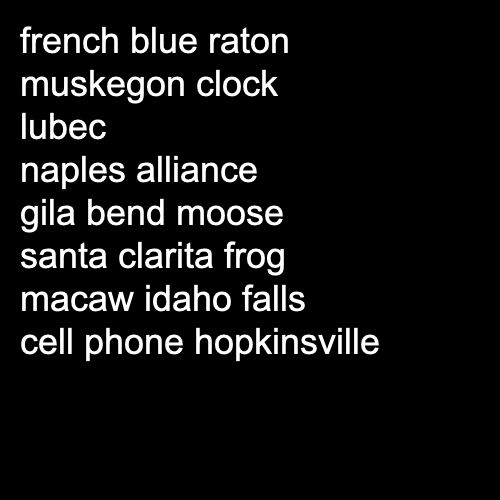 french blue raton
muskegon clock
lubec
naples alliance
gila bend moose
santa clarita frog
macaw idaho falls
cell phone hopkinsville